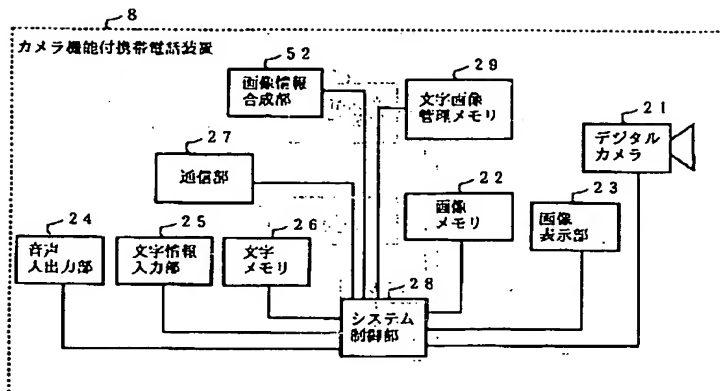 8
カメラ機能付携帯電話装置
52
画像情報
合成部
29
文字画像
管理メモリ
21
デジタル
カメラ
27
通信部
22
画像
メモリ
23
画像
表示部
24
音声
入出力部
25
文字情報
入力部
26
文字
メモリ
28
システム
制御部